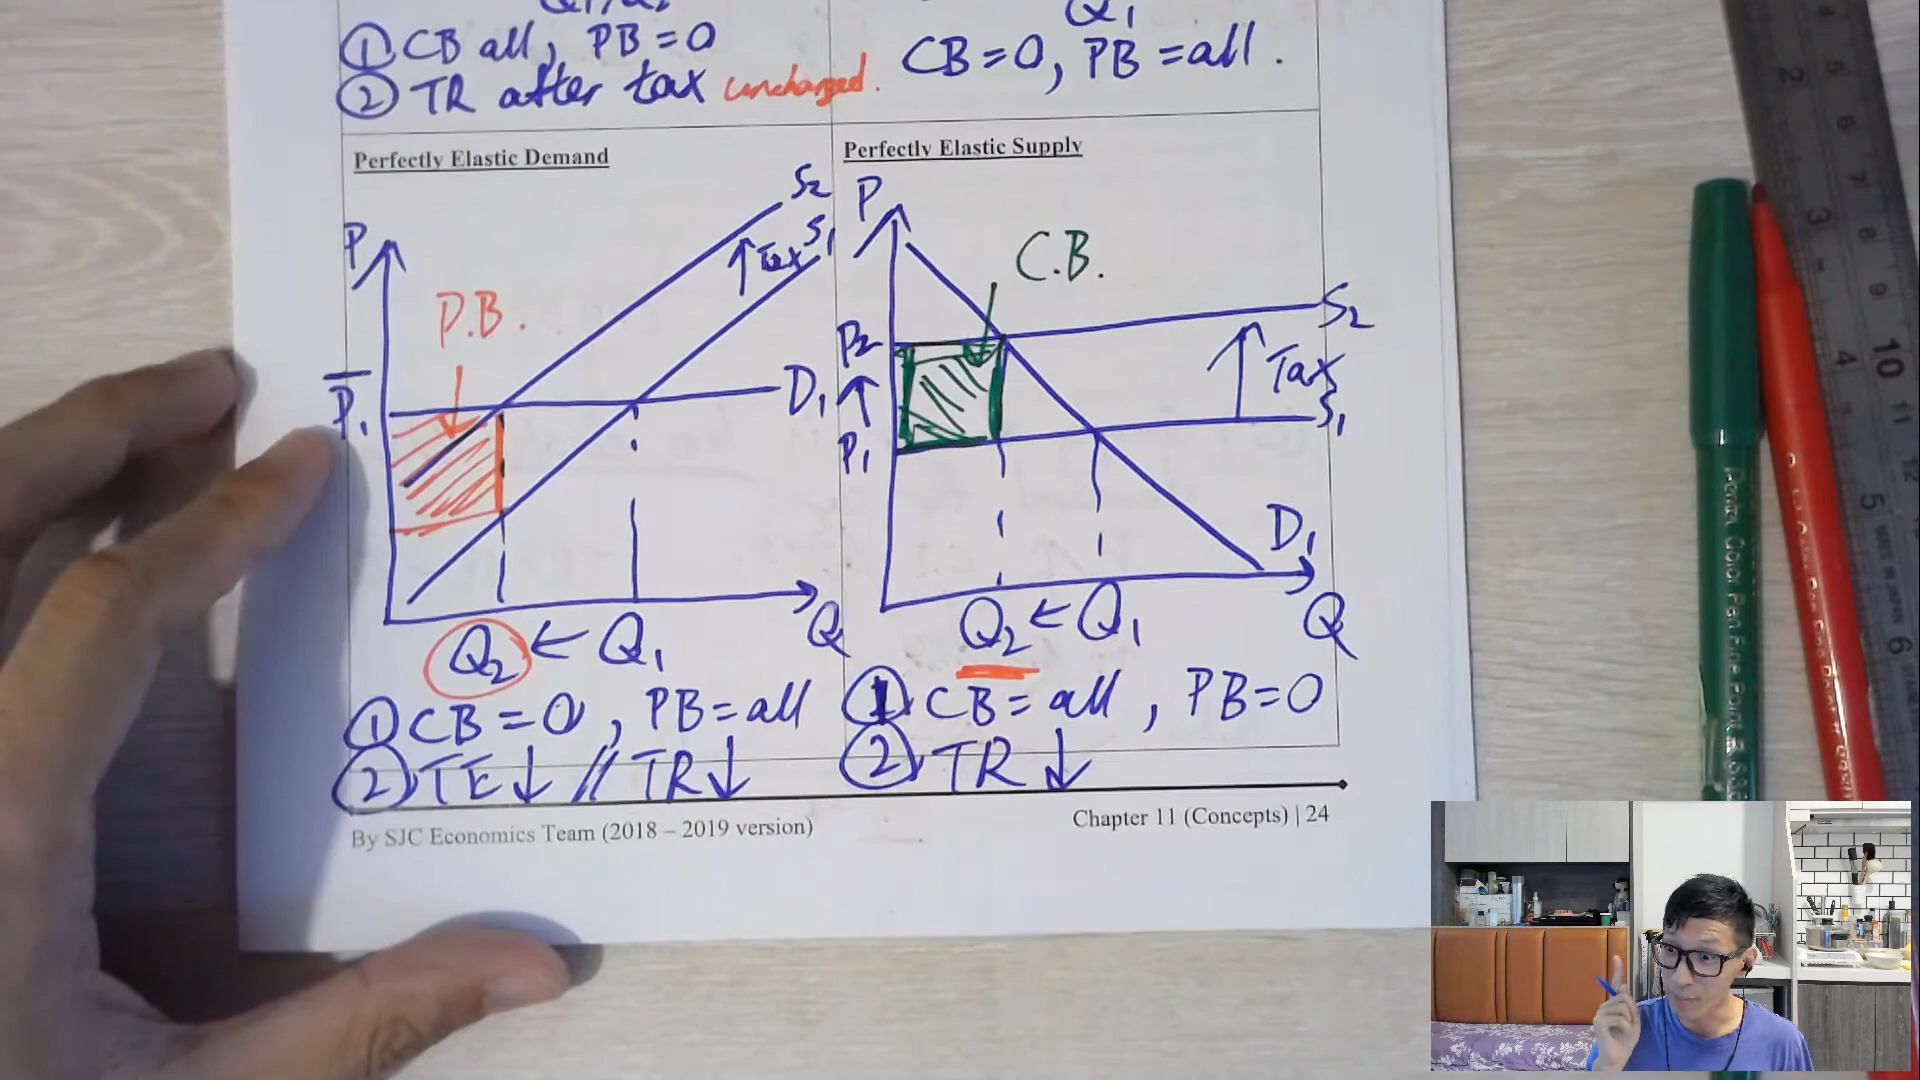 ① CB all, PB = 0
② TR after tax uncharged.
Q1
CB = 0, PB = all.
Perfectly Elastic Demand
S2
P
Tax S1
P.B.
P1
D1
Q2 ← Q1
Q
① CB = 0, PB = all
② TE ↓ // TR ↓
Perfectly Elastic Supply
P
C.B.
S2
P2
Tax
S1
P1
D1
Q2 ← Q1
Q
① CB = all, PB = 0
② TR ↓
By SJC Economics Team (2018 – 2019 version)
Chapter 11 (Concepts) | 24